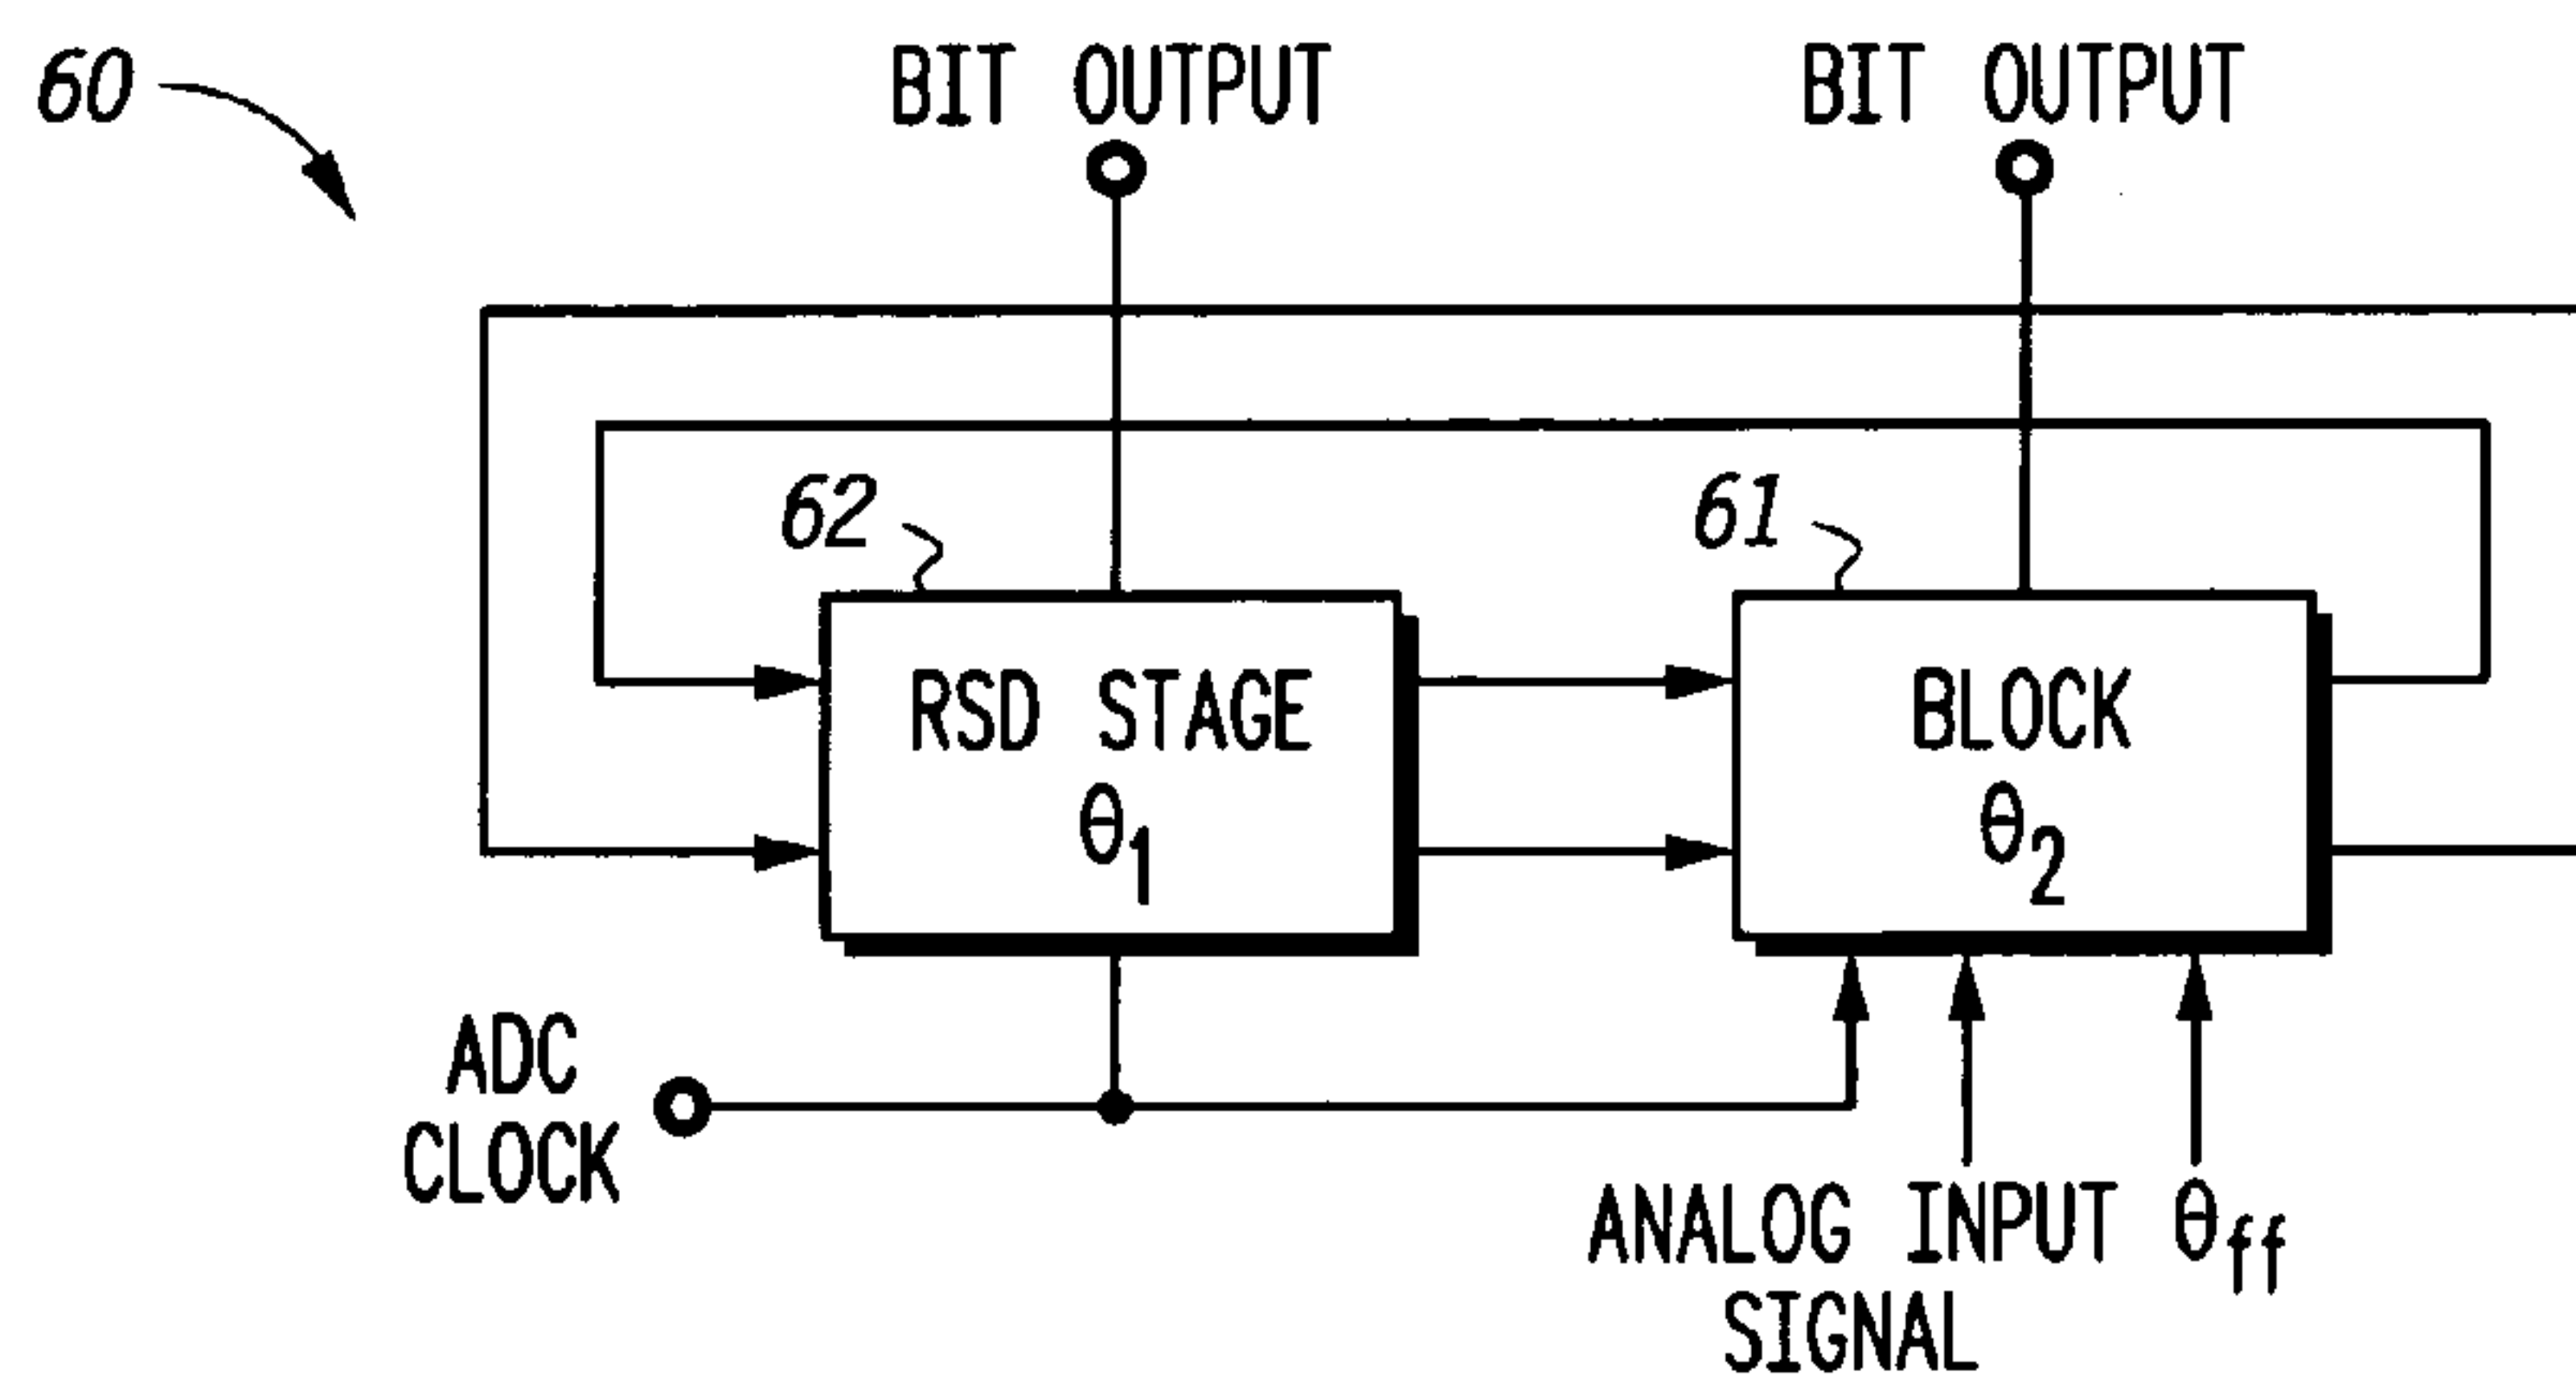 60
BIT OUTPUT
BIT OUTPUT
62
61
RSD STAGE
θ1
BLOCK
θ2
ADC
CLOCK
ANALOG INPUT
SIGNAL
θff